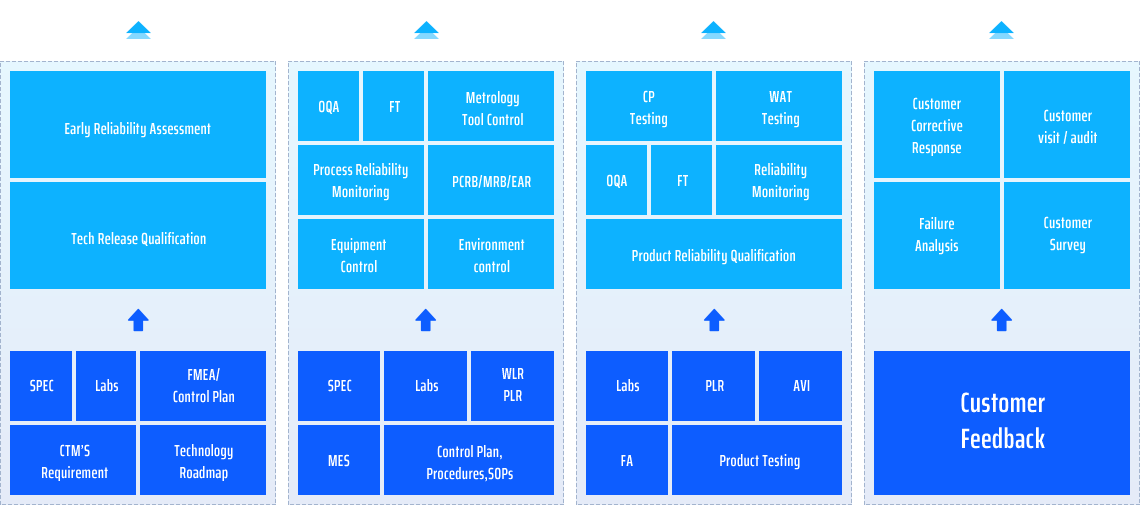 Early Reliability Assessment
Tech Release Qualification
SPEC
Labs
FMEA/
Control Plan
CTM'S
Requirement
Technology
Roadmap
OQA
FT
Metrology
Tool Control
Process Reliability
Monitoring
PCRB/MRB/EAR
Equipment
Control
Environment
control
SPEC
Labs
WLR
PLR
MES
Control Plan,
Procedures,SOPs
CP
Testing
WAT
Testing
OQA
FT
Reliability
Monitoring
Product Reliability Qualification
Labs
PLR
AVI
FA
Product Testing
Customer
Corrective
Response
Customer
visit / audit
Failure
Analysis
Customer
Survey
Customer
Feedback